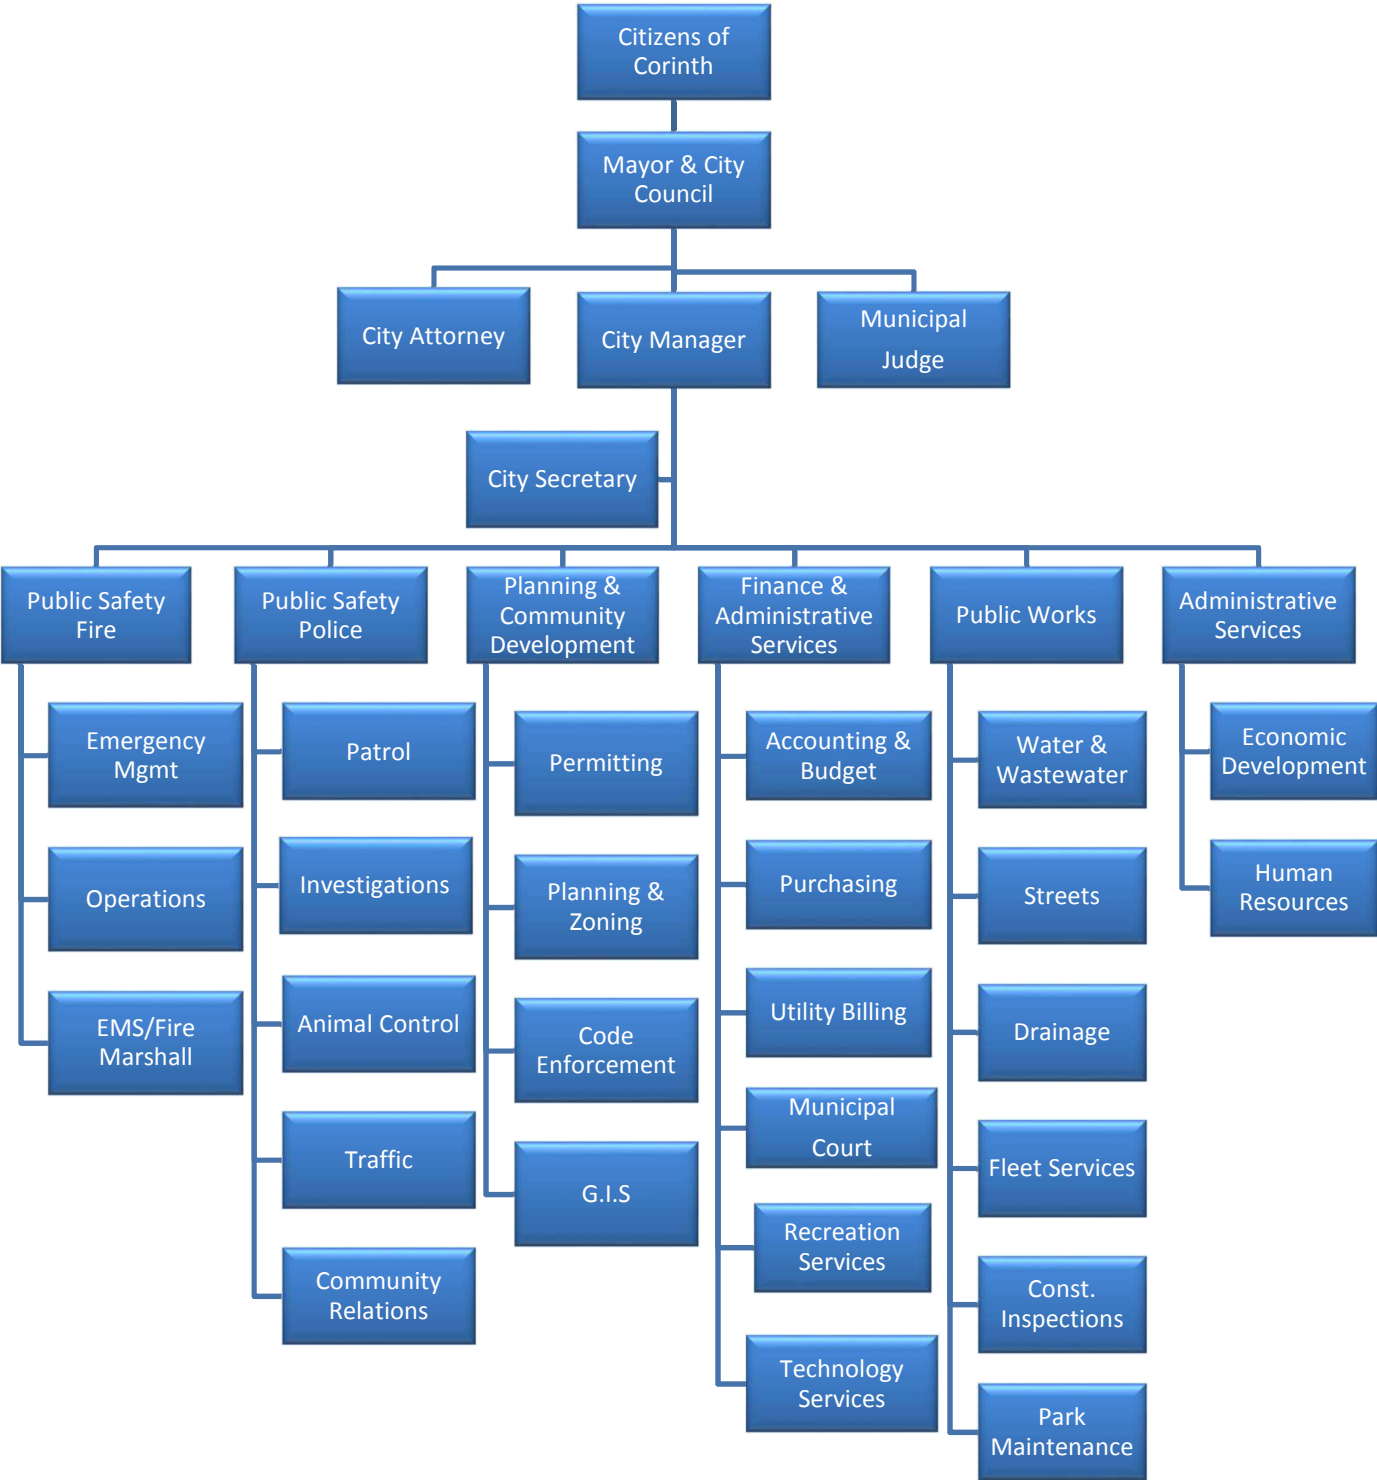 Citizens of
Corinth
Mayor & City
Council
City Attorney
City Manager
Municipal
Judge
City Secretary
Public Safety
Fire
Public Safety
Police
Planning &
Community
Development
Finance &
Administrative
Services
Public Works
Administrative
Services
Emergency
Mgmt
Operations
EMS/Fire
Marshall
Patrol
Investigations
Animal Control
Traffic
Community
Relations
Permitting
Planning &
Zoning
Code
Enforcement
G.I.S
Accounting &
Budget
Purchasing
Utility Billing
Municipal
Court
Recreation
Services
Technology
Services
Water &
Wastewater
Streets
Drainage
Fleet Services
Const.
Inspections
Park
Maintenance
Economic
Development
Human
Resources